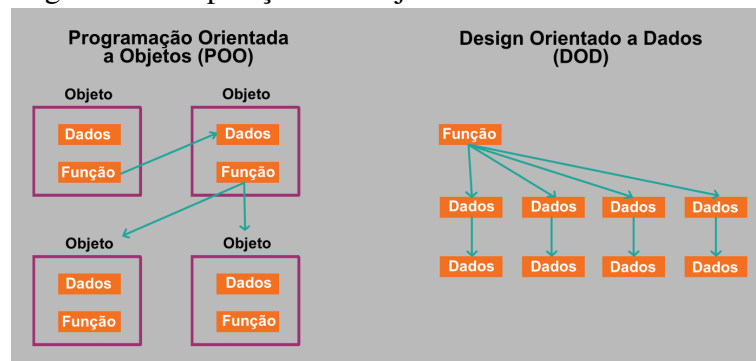 Programação Orientada
a Objetos (POO)
Objeto
Objeto
Dados
Dados
Função
Função
Objeto
Objeto
Dados
Dados
Função
Função
Design Orientado a Dados
(DOD)
Função
Dados
Dados
Dados
Dados
Dados
Dados
Dados
Dados